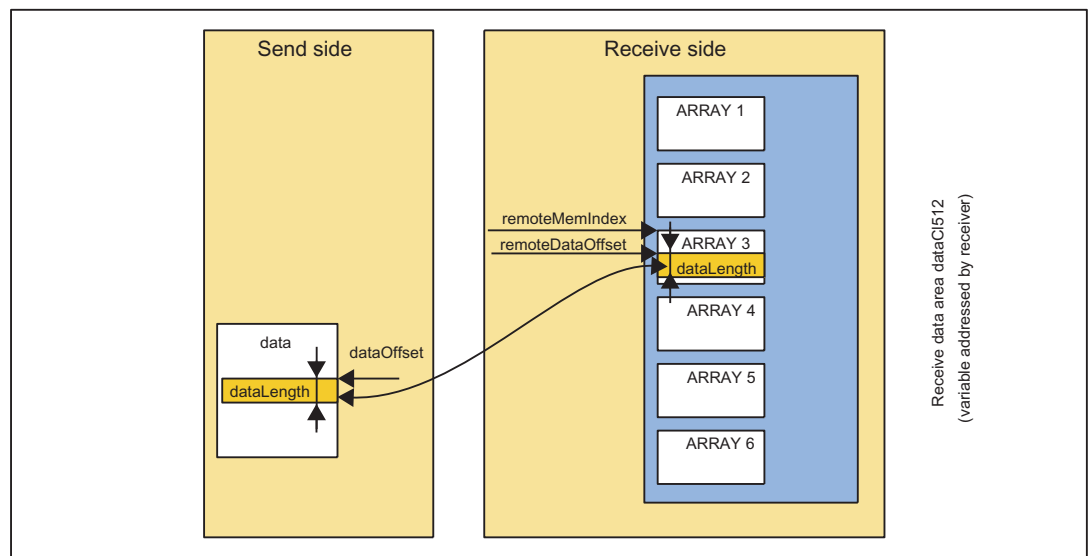 Send side
Receive side
ARRAY 1
ARRAY 2
remoteMemIndex
ARRAY 3
remoteDataOffset
dataLength
ARRAY 4
data
dataOffset
dataLength
ARRAY 5
ARRAY 6
Receive data area dataCl512
(variable addressed by receiver)